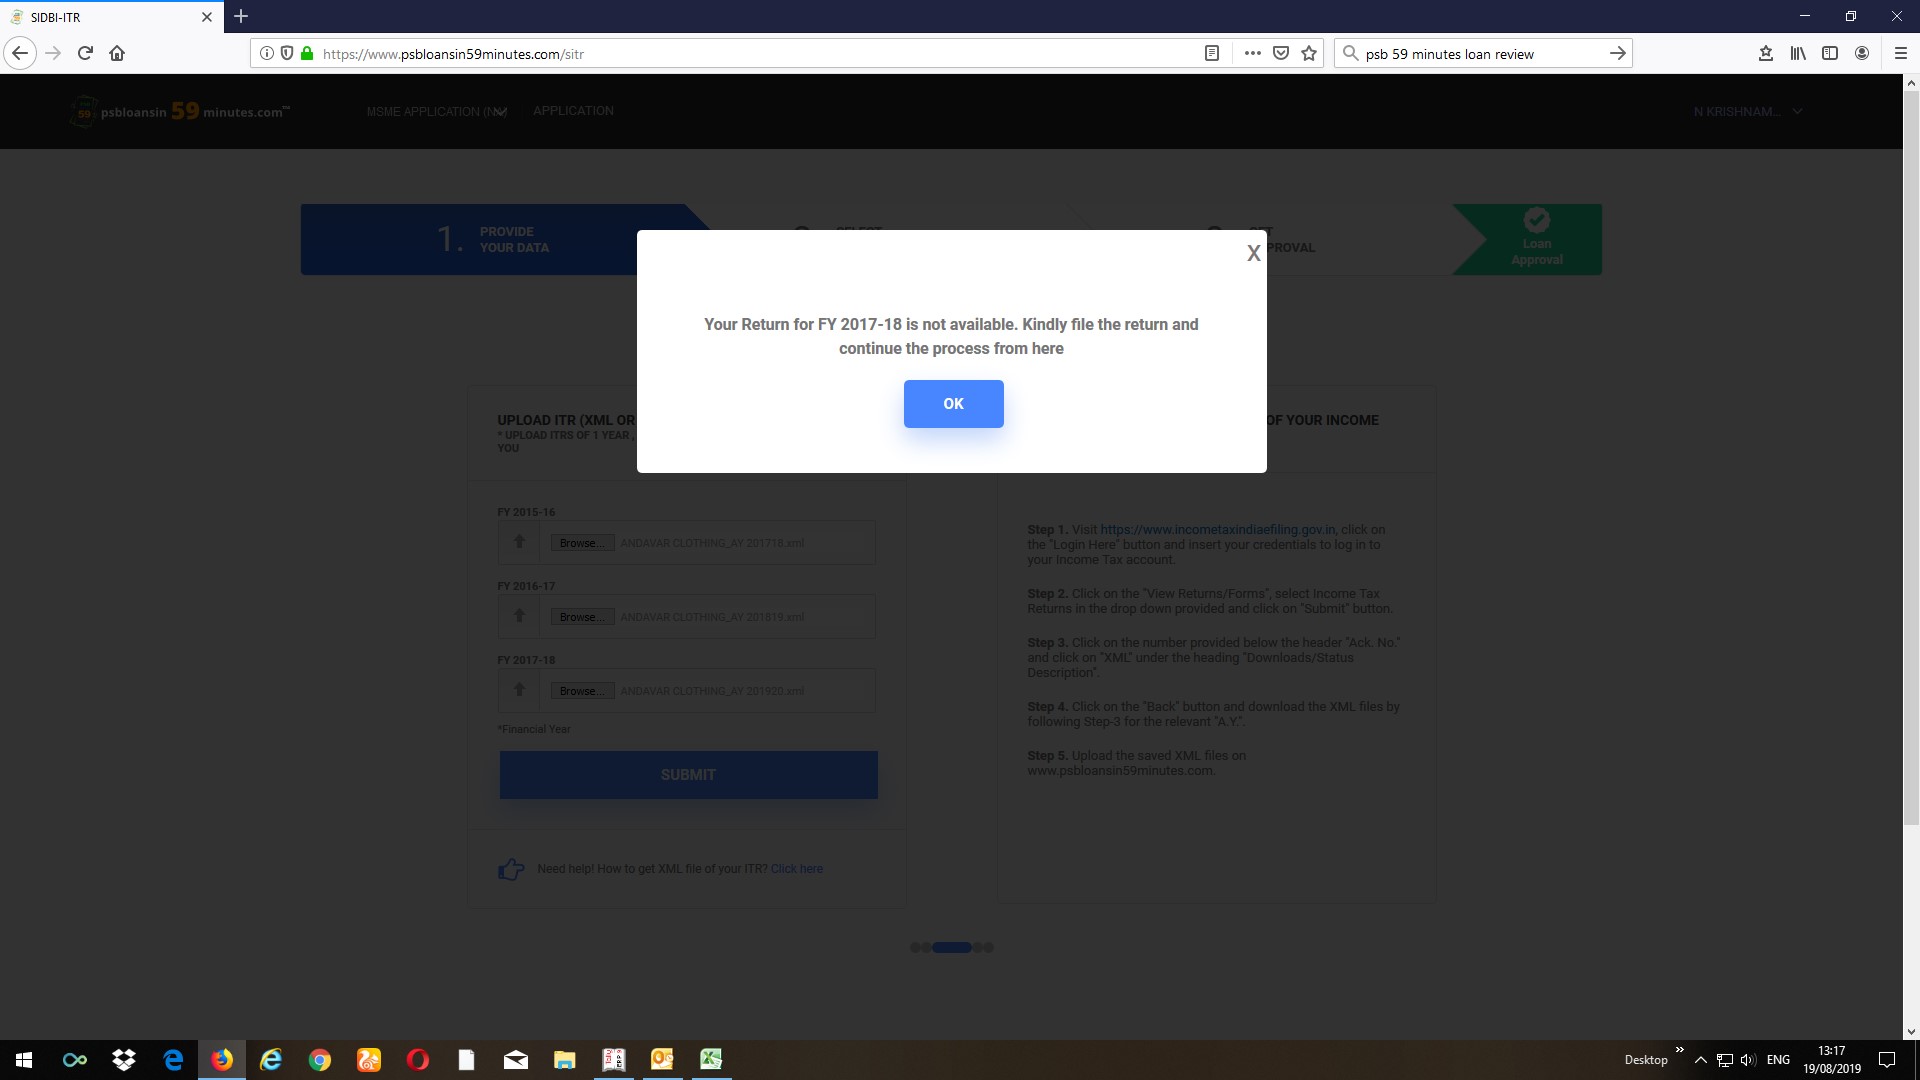 SIDBI-ITR
https://www.psbloansin59minutes.com/sitr
psb 59 minutes loan review
59 psbloansin 59 minutes.com™
MSME APPLICATION
APPLICATION
N KRISHNAM...
1. PROVIDE
YOUR DATA
Loan
Approval
X
Your Return for FY 2017-18 is not available. Kindly file the return and
continue the process from here
OK
UPLOAD ITR (XML OR
* UPLOAD ITRS OF 1 YEAR ,
YOU
FY 2015-16
Browse... ANDAVAR CLOTHING_AY 201718.xml
FY 2016-17
Browse... ANDAVAR CLOTHING_AY 201819.xml
FY 2017-18
Browse... ANDAVAR CLOTHING_AY 201920.xml
*Financial Year
SUBMIT
Need help! How to get XML file of your ITR? Click here
OF YOUR INCOME
Step 1. Visit https://www.incometaxindiaefiling.gov.in, click on
the "Login Here" button and insert your credentials to log in to
your Income Tax account.
Step 2. Click on the "View Returns/Forms", select Income Tax
Returns in the drop down provided and click on "Submit" button.
Step 3. Click on the number provided below the header "Ack. No."
and click on "XML" under the heading "Downloads/Status
Description".
Step 4. Click on the "Back" button and download the XML files by
following Step-3 for the relevant "A.Y.".
Step 5. Upload the saved XML files on
www.psbloansin59minutes.com.
Desktop
ENG
13:17
19/08/2019